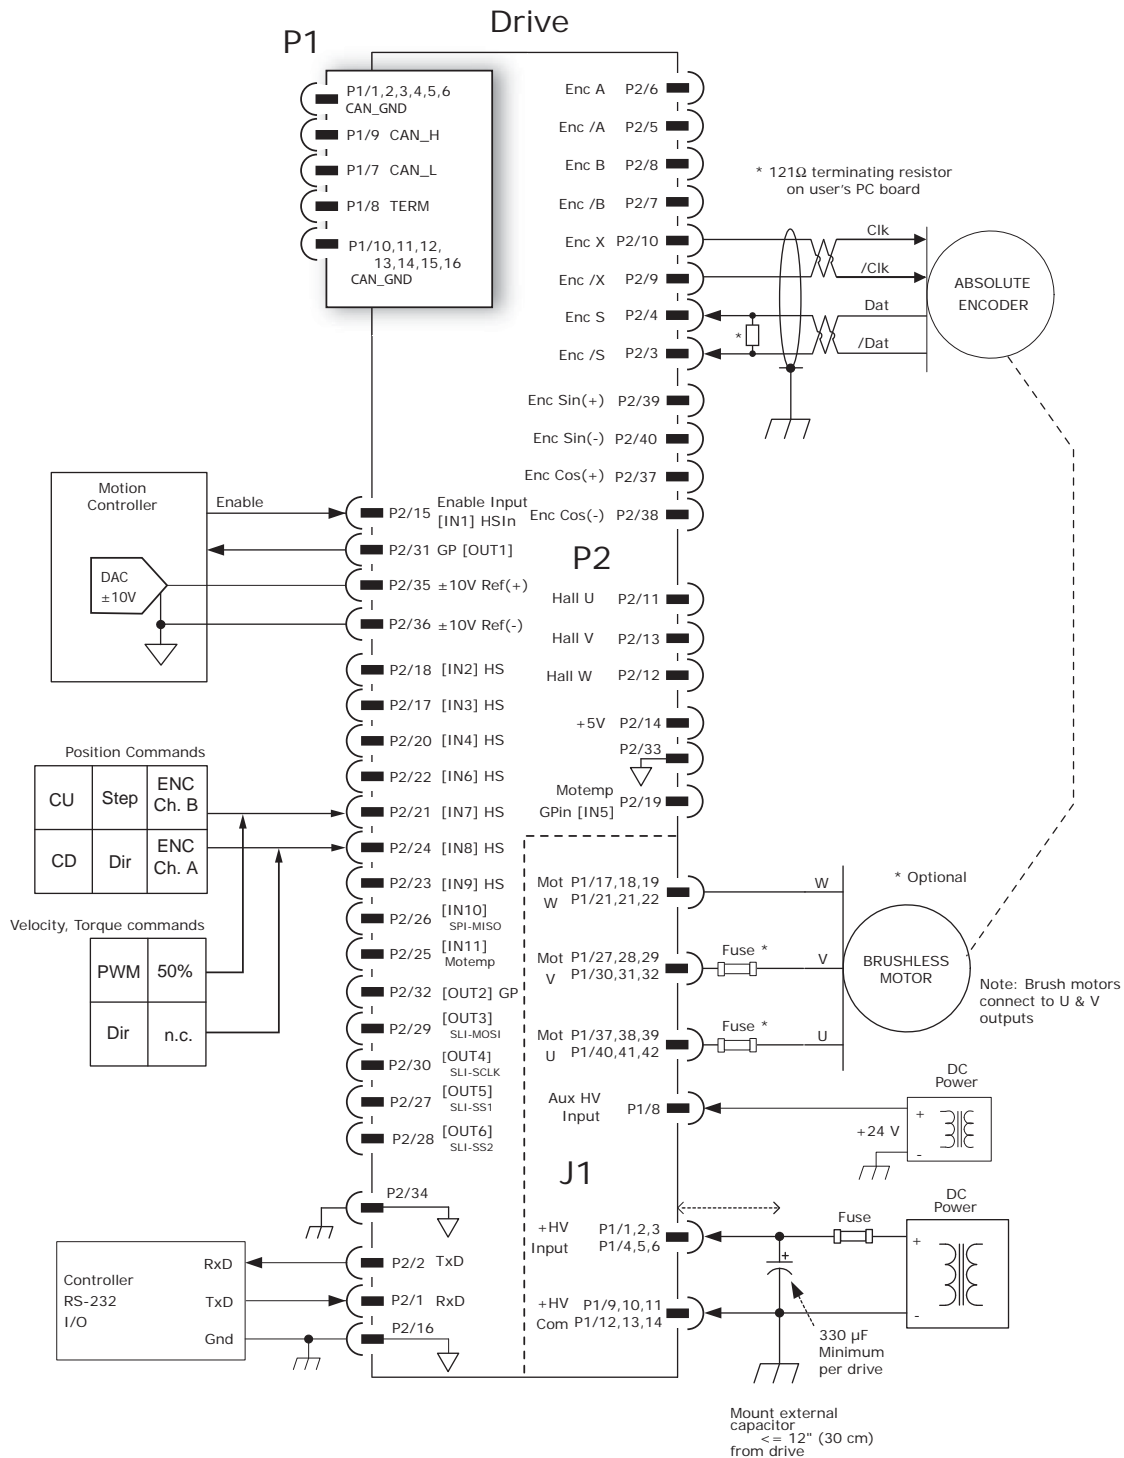 Drive
P1
P1/1,2,3,4,5,6
CAN_GND
P1/9 CAN_H
P1/7 CAN_L
P1/8 TERM
P1/10,11,12,
13,14,15,16
CAN_GND
Enc A P2/6
Enc /A P2/5
Enc B P2/8
Enc /B P2/7
Enc X P2/10
Enc /X P2/9
Enc S P2/4
Enc /S P2/3
Enc Sin(+) P2/39
Enc Sin(-) P2/40
Enc Cos(+) P2/37
Enc Cos(-) P2/38
* 121Ω terminating resistor
on user's PC board
Clk
/Clk
Dat
/Dat
*
ABSOLUTE
ENCODER
Motion
Controller
Enable
DAC
±10V
P2/15 Enable Input
[IN1] HSIn
P2/31 GP [OUT1]
P2/35 ±10V Ref(+)
P2/36 ±10V Ref(-)
P2/18 [IN2] HS
P2/17 [IN3] HS
P2/20 [IN4] HS
P2/22 [IN6] HS
P2/21 [IN7] HS
P2/24 [IN8] HS
P2/23 [IN9] HS
P2/26 [IN10]
SPI-MISO
P2/25 [IN11]
Motemp
P2/32 [OUT2] GP
P2/29 [OUT3]
SLI-MOSI
P2/30 [OUT4]
SLI-SCLK
P2/27 [OUT5]
SLI-SS1
P2/28 [OUT6]
SLI-SS2
P2/34
P2/2 TxD
P2/1 RxD
P2/16
P2
Hall U P2/11
Hall V P2/13
Hall W P2/12
+5V P2/14
P2/33
Motemp
GPin [IN5] P2/19
Position Commands
CU Step ENC
Ch. B
CD Dir ENC
Ch. A
Velocity, Torque commands
PWM 50%
Dir n.c.
Controller
RS-232
I/O
RxD
TxD
Gnd
Mot P1/17,18,19
W P1/21,21,22
Mot P1/27,28,29
V P1/30,31,32
Mot P1/37,38,39
U P1/40,41,42
Aux HV
Input P1/8
J1
+HV P1/1,2,3
Input P1/4,5,6
+HV P1/9,10,11
Com P1/12,13,14
W
Fuse *
V
Fuse *
U
* Optional
BRUSHLESS
MOTOR
Note: Brush motors
connect to U & V
outputs
DC
Power
+
+24 V
-
DC
Power
Fuse
+
+
-
330 µF
Minimum
per drive
Mount external
capacitor
<= 12" (30 cm)
from drive